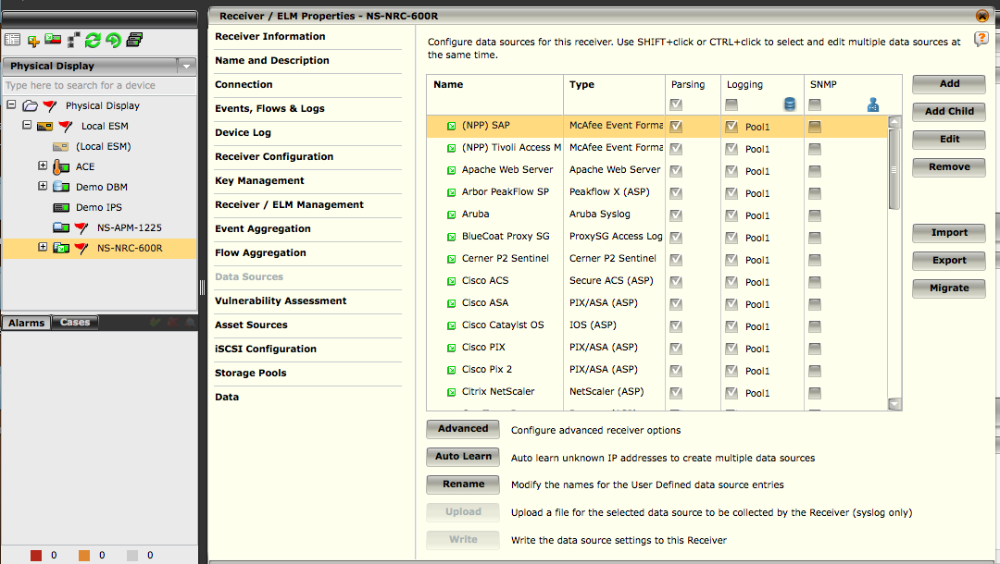 Receiver / ELM Properties - NS-NRC-600R
Physical Display
Type here to search for a device
Physical Display
Local ESM
(Local ESM)
ACE
Demo DBM
Demo IPS
NS-APM-1225
NS-NRC-600R
Alarms Cases
0 0 0
Receiver Information
Name and Description
Connection
Events, Flows & Logs
Device Log
Receiver Configuration
Key Management
Receiver / ELM Management
Event Aggregation
Flow Aggregation
Data Sources
Vulnerability Assessment
Asset Sources
iSCSI Configuration
Storage Pools
Data
Configure data sources for this receiver. Use SHIFT+click or CTRL+click to select and edit multiple data sources at
the same time.
Name Type Parsing Logging SNMP
(NPP) SAP McAfee Event Forma Pool1
(NPP) Tivoli Access M McAfee Event Forma Pool1
Apache Web Server Apache Web Server Pool1
Arbor PeakFlow SP Peakflow X (ASP) Pool1
Aruba Aruba Syslog Pool1
BlueCoat Proxy SG ProxySG Access Log Pool1
Cerner P2 Sentinel Cerner P2 Sentinel Pool1
Cisco ACS Secure ACS (ASP) Pool1
Cisco ASA PIX/ASA (ASP) Pool1
Cisco Cataylst OS IOS (ASP) Pool1
Cisco PIX PIX/ASA (ASP) Pool1
Cisco Pix 2 PIX/ASA (ASP) Pool1
Citrix NetScaler NetScaler (ASP) Pool1
Add
Add Child
Edit
Remove
Import
Export
Migrate
Advanced Configure advanced receiver options
Auto Learn Auto learn unknown IP addresses to create multiple data sources
Rename Modify the names for the User Defined data source entries
Upload Upload a file for the selected data source to be collected by the Receiver (syslog only)
Write Write the data source settings to this Receiver